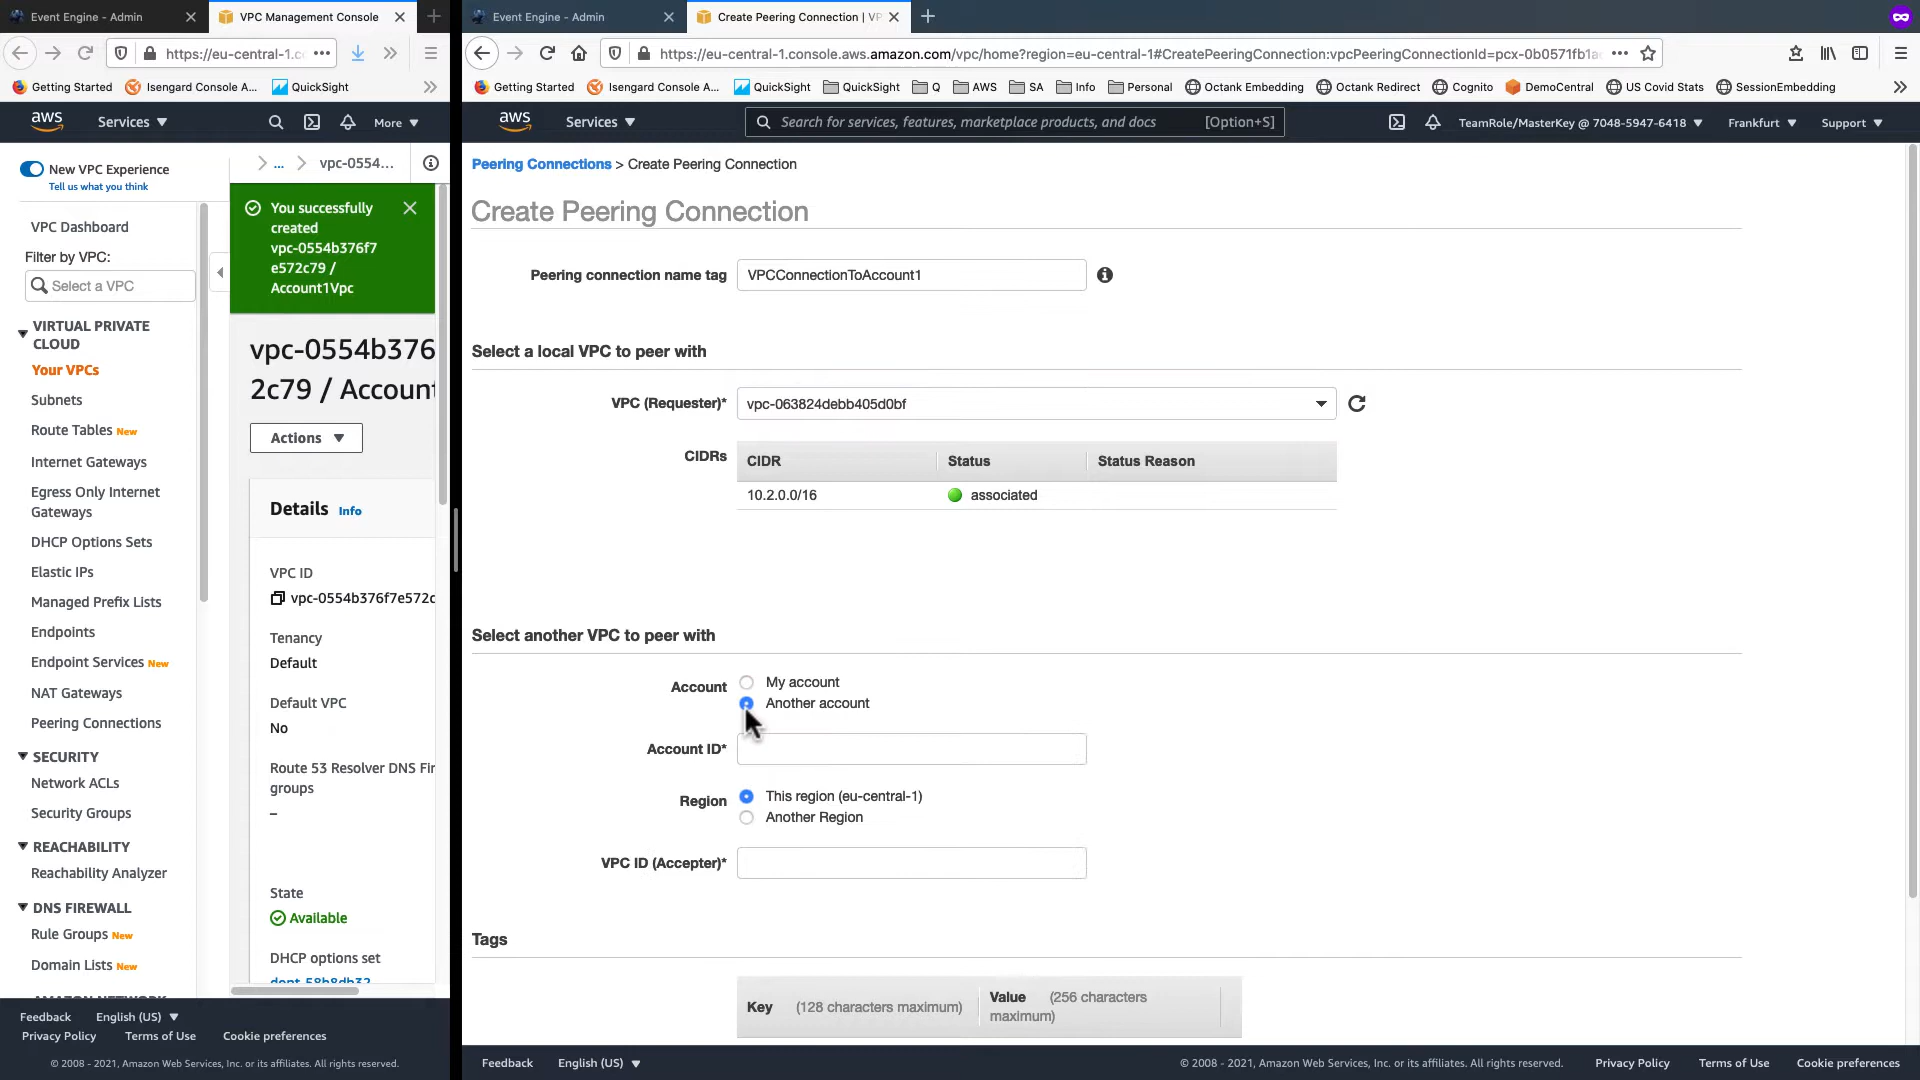 Event Engine - Admin
VPC Management Console
https://eu-central-1.c
Getting Started
Isengard Console A...
QuickSight
aws
Services
More
New VPC Experience
Tell us what you think
VPC Dashboard
Filter by VPC:
Select a VPC
VIRTUAL PRIVATE
CLOUD
Your VPCs
Subnets
Route Tables New
Internet Gateways
Egress Only Internet
Gateways
DHCP Options Sets
Elastic IPs
Managed Prefix Lists
Endpoints
Endpoint Services New
NAT Gateways
Peering Connections
SECURITY
Network ACLs
Security Groups
REACHABILITY
Reachability Analyzer
DNS FIREWALL
Rule Groups New
Domain Lists New
... vpc-0554...
You successfully
created
vpc-0554b376f7
e572c79 /
Account1Vpc
vpc-0554b376
2c79 / Account
Actions
Details Info
VPC ID
vpc-0554b376f7e572c
Tenancy
Default
Default VPC
No
Route 53 Resolver DNS Fir
groups
–
State
Available
DHCP options set
Feedback
English (US)
Privacy Policy
Terms of Use
Cookie preferences
© 2008 - 2021, Amazon Web Services, Inc. or its affiliates. All rights reserved.
Event Engine - Admin
Create Peering Connection | VP
https://eu-central-1.console.aws.amazon.com/vpc/home?region=eu-central-1#CreatePeeringConnection:vpcPeeringConnectionId=pcx-0b0571fb1a
Getting Started
Isengard Console A...
QuickSight
QuickSight
Q
AWS
SA
Info
Personal
Octank Embedding
Octank Redirect
Cognito
DemoCentral
US Covid Stats
SessionEmbedding
aws
Services
Search for services, features, marketplace products, and docs [Option+S]
TeamRole/MasterKey @ 7048-5947-6418
Frankfurt
Support
Peering Connections > Create Peering Connection
Create Peering Connection
Peering connection name tag VPCConnectionToAccount1
Select a local VPC to peer with
VPC (Requester)* vpc-063824debb405d0bf
CIDRs CIDR Status Status Reason
10.2.0.0/16 associated
Select another VPC to peer with
Account My account
Another account
Account ID*
Region This region (eu-central-1)
Another Region
VPC ID (Accepter)*
Tags
Key (128 characters maximum) Value (256 characters
maximum)
Feedback
English (US)
© 2008 - 2021, Amazon Web Services, Inc. or its affiliates. All rights reserved.
Privacy Policy
Terms of Use
Cookie preferences